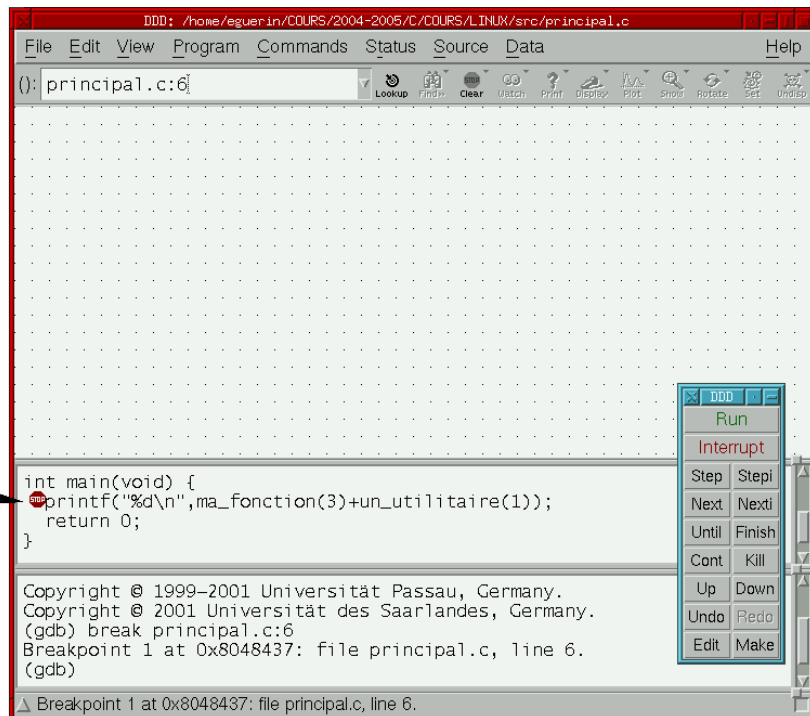 DDD: /home/eguerin/COURS/2004-2005/C/COURS/LINUX/src/principal.c
File Edit View Program Commands Status Source Data Help
(): principal.c:6
Lookup Find» Clear Watch Print Display Plot Show Rotate Set Undisp
DDD
Run
Interrupt
Step Stepi
Next Nexti
Until Finish
Cont Kill
Up Down
Undo Redo
Edit Make
int main(void) {
STOP printf("%d\n",ma_fonction(3)+un_utilitaire(1));
return 0;
}
Copyright © 1999-2001 Universität Passau, Germany.
Copyright © 2001 Universität des Saarlandes, Germany.
(gdb) break principal.c:6
Breakpoint 1 at 0x8048437: file principal.c, line 6.
(gdb)
Breakpoint 1 at 0x8048437: file principal.c, line 6.